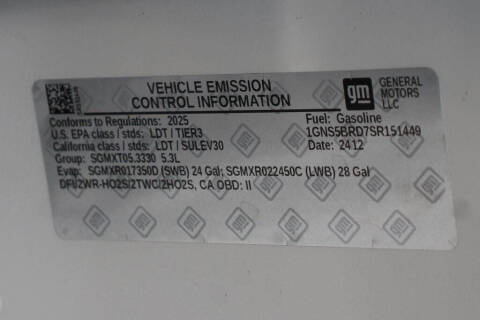 VEHICLE EMISSION
CONTROL INFORMATION
gm
GENERAL
MOTORS
LLC
Conforms to Regulations: 2025
Fuel: Gasoline
U.S. EPA class / stds: LDT / TIER3
1GNS5BRD7SR151449
California class / stds: LDT / SULEV30
Date: 2412
Group: SGMXT05.3330 5.3L
Evap: SGMXR017350D (SWB) 24 Gal; SGMXR022450C (LWB) 28 Gal
DFI/2WR-HO2S/2TWC/2HO2S, CA OBD: II